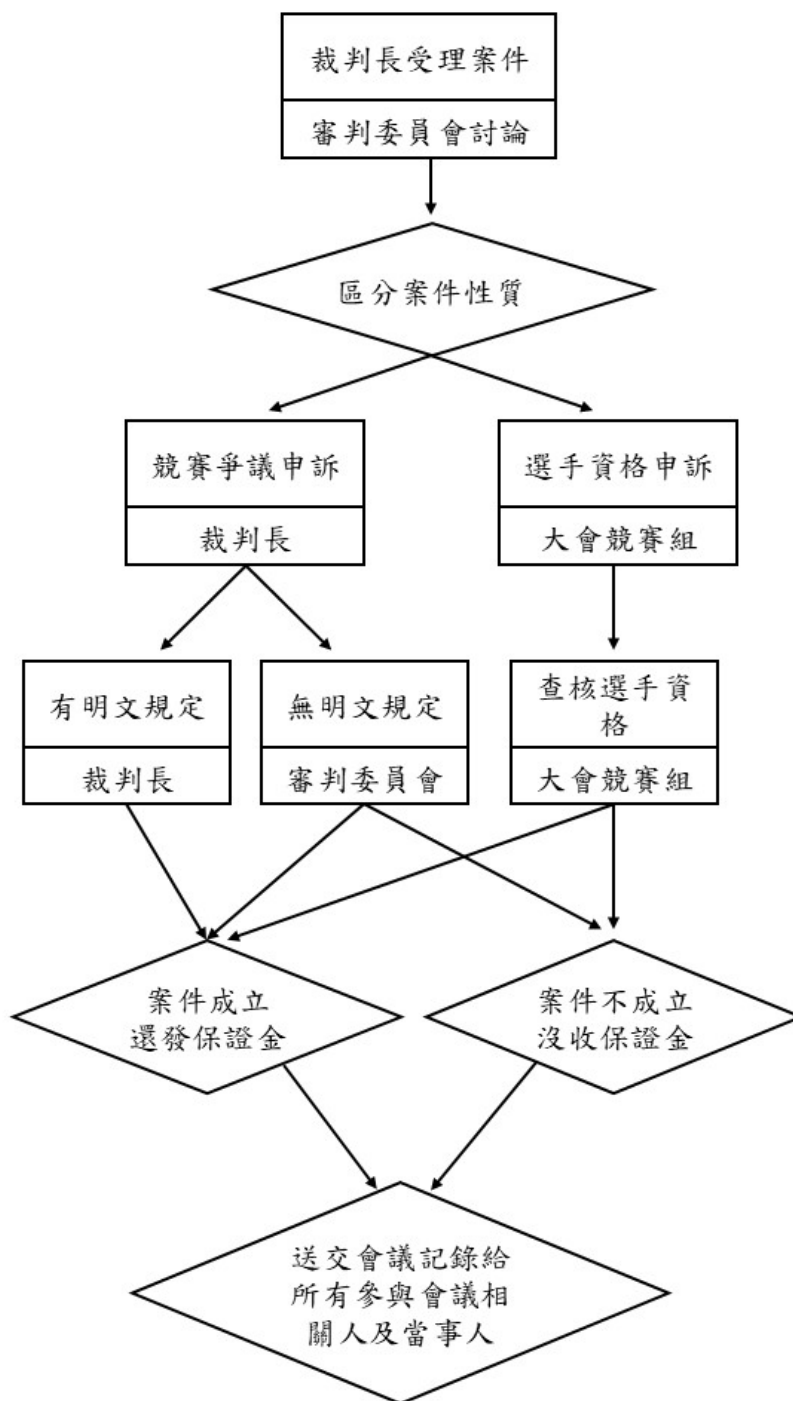 裁判長受理案件
審判委員會討論
區分案件性質
競賽爭議申訴
裁判長
選手資格申訴
大會競賽組
有明文規定
裁判長
無明文規定
審判委員會
查核選手資
格
大會競賽組
案件成立
還發保證金
案件不成立
沒收保證金
送交會議記錄給
所有參與會議相
關人及當事人